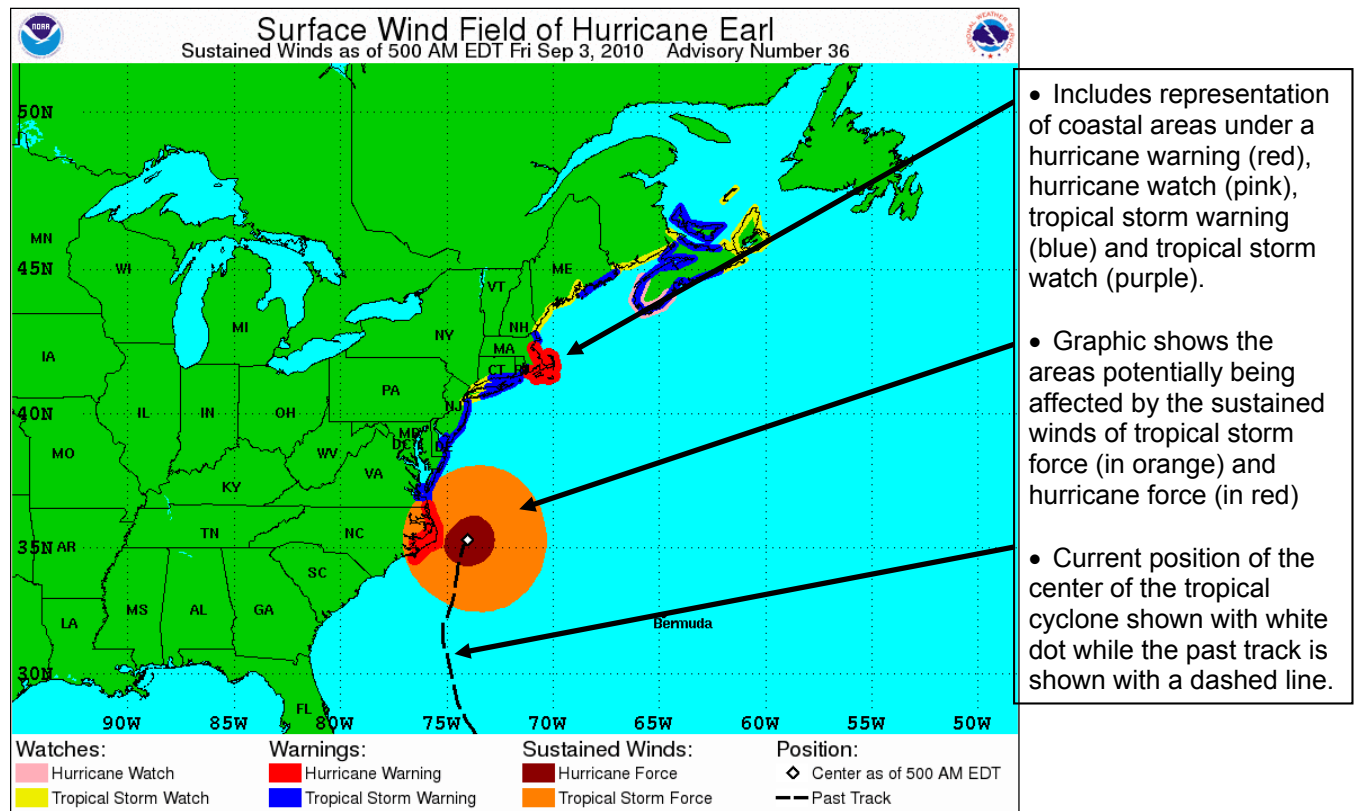 Surface Wind Field of Hurricane Earl
Sustained Winds as of 500 AM EDT Fri Sep 3, 2010 Advisory Number 36
NOAA
50N
45N
40N
35N
30N
90W 85W 80W 75W 70W 65W 60W 55W 50W
MN
WI
MI
IA
IL
IN
OH
MO
KY
WV
VA
TN
NC
AR
SC
MS
AL
GA
LA
FL
PA
NY
VT
NH
ME
MA
CT
NJ
MD
DC
DE
Bermuda
Watches:
Hurricane Watch
Tropical Storm Watch
Warnings:
Hurricane Warning
Tropical Storm Warning
Sustained Winds:
Hurricane Force
Tropical Storm Force
Position:
Center as of 500 AM EDT
Past Track
• Includes representation
of coastal areas under a
hurricane warning (red),
hurricane watch (pink),
tropical storm warning
(blue) and tropical storm
watch (purple).
• Graphic shows the
areas potentially being
affected by the sustained
winds of tropical storm
force (in orange) and
hurricane force (in red)
• Current position of the
center of the tropical
cyclone shown with white
dot while the past track is
shown with a dashed line.